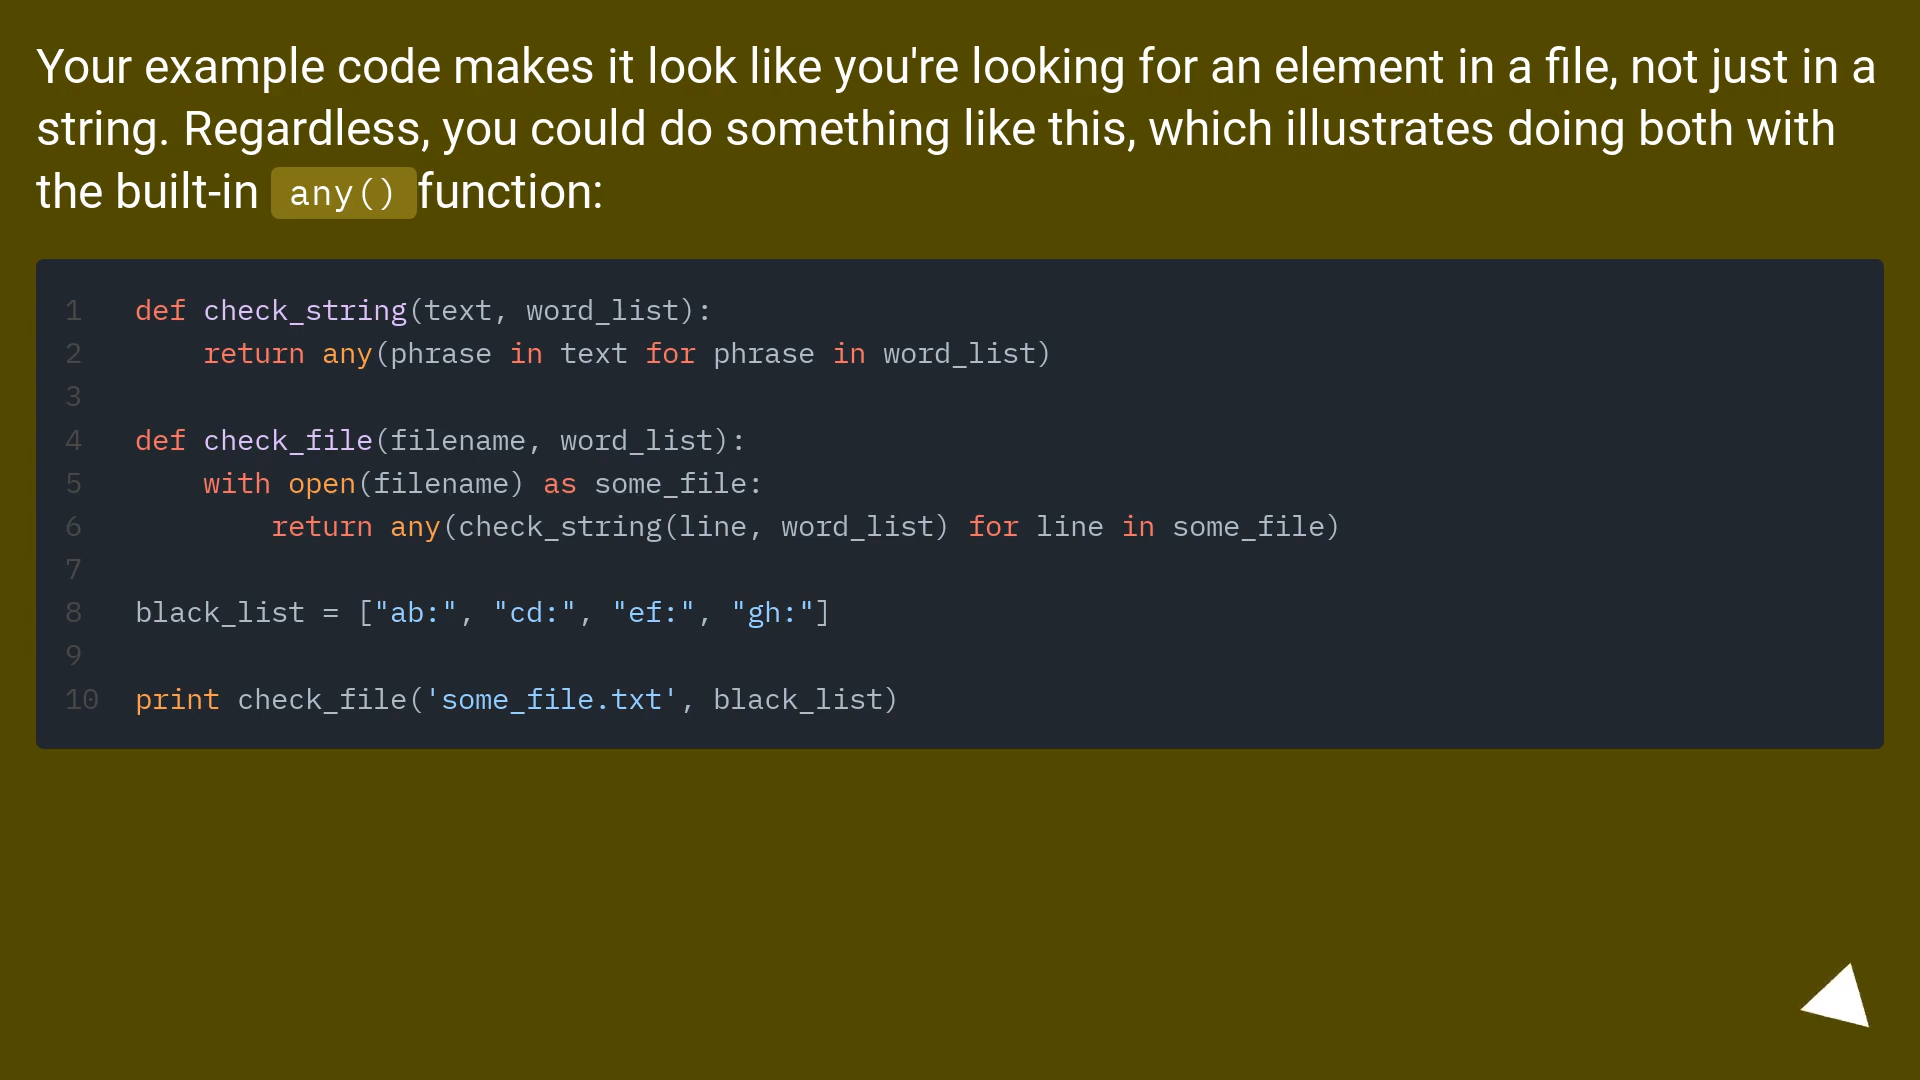 Your example code makes it look like you're looking for an element in a file, not just in a
string. Regardless, you could do something like this, which illustrates doing both with
the built-in any() function:
1 def check_string(text, word_list):
2     return any(phrase in text for phrase in word_list)
3
4 def check_file(filename, word_list):
5     with open(filename) as some_file:
6         return any(check_string(line, word_list) for line in some_file)
7
8 black_list = ["ab:", "cd:", "ef:", "gh:"]
9
10 print check_file('some_file.txt', black_list)